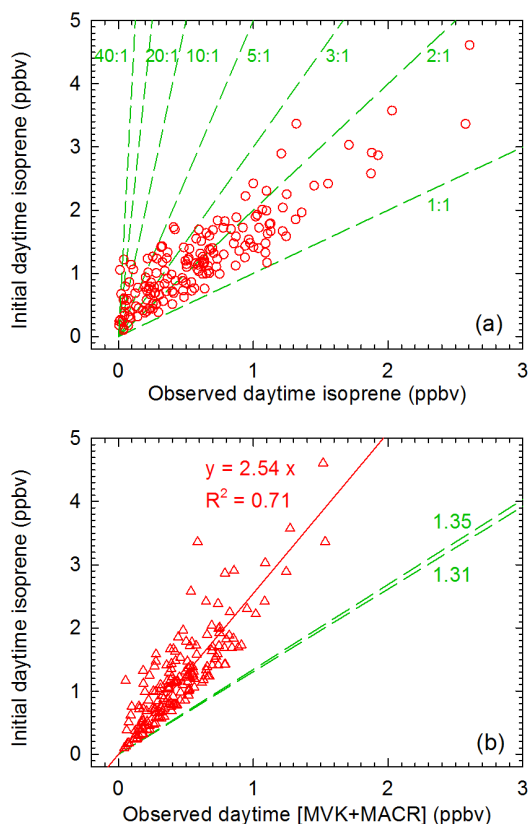 5
40:1 20:1 10:1 5:1 3:1 2:1
4
3
2
1:1
1
0
(a)
0 1 2 3
Initial daytime isoprene (ppbv)
Observed daytime isoprene (ppbv)
5
y = 2.54 x
R² = 0.71
4
1.35
1.31
3
2
1
0
(b)
0 1 2 3
Initial daytime isoprene (ppbv)
Observed daytime [MVK+MACR] (ppbv)